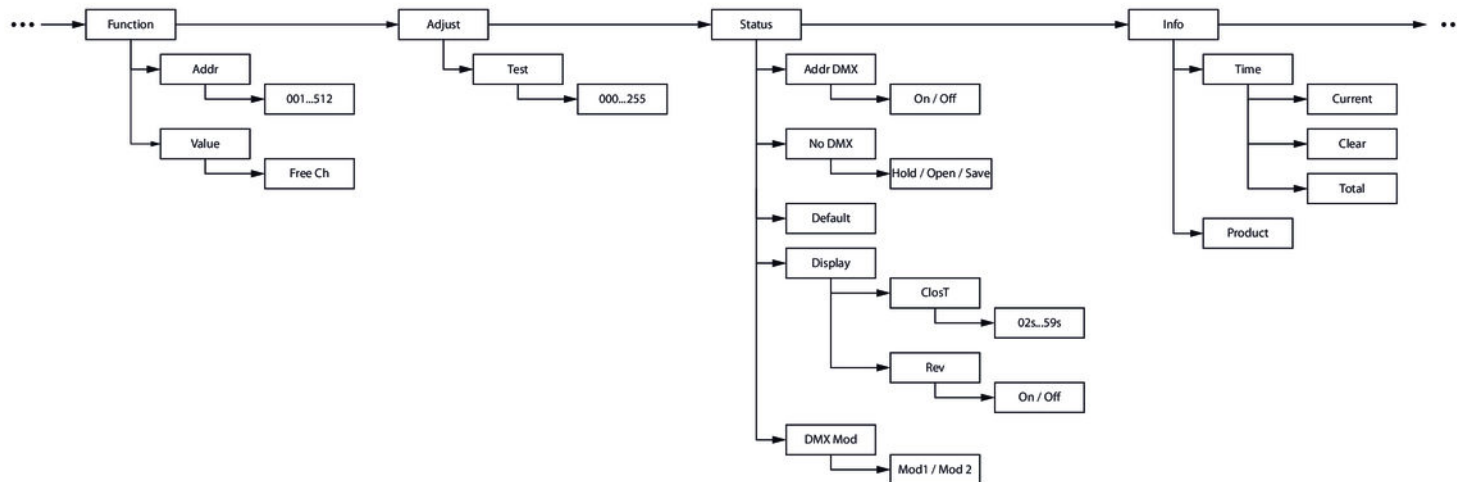 Function
Adjust
Status
Info
Addr
001...512
Value
Free Ch
Test
000...255
Addr DMX
On / Off
No DMX
Hold / Open / Save
Default
Display
ClosT
02s...59s
Rev
On / Off
DMX Mod
Mod1 / Mod 2
Time
Current
Clear
Total
Product